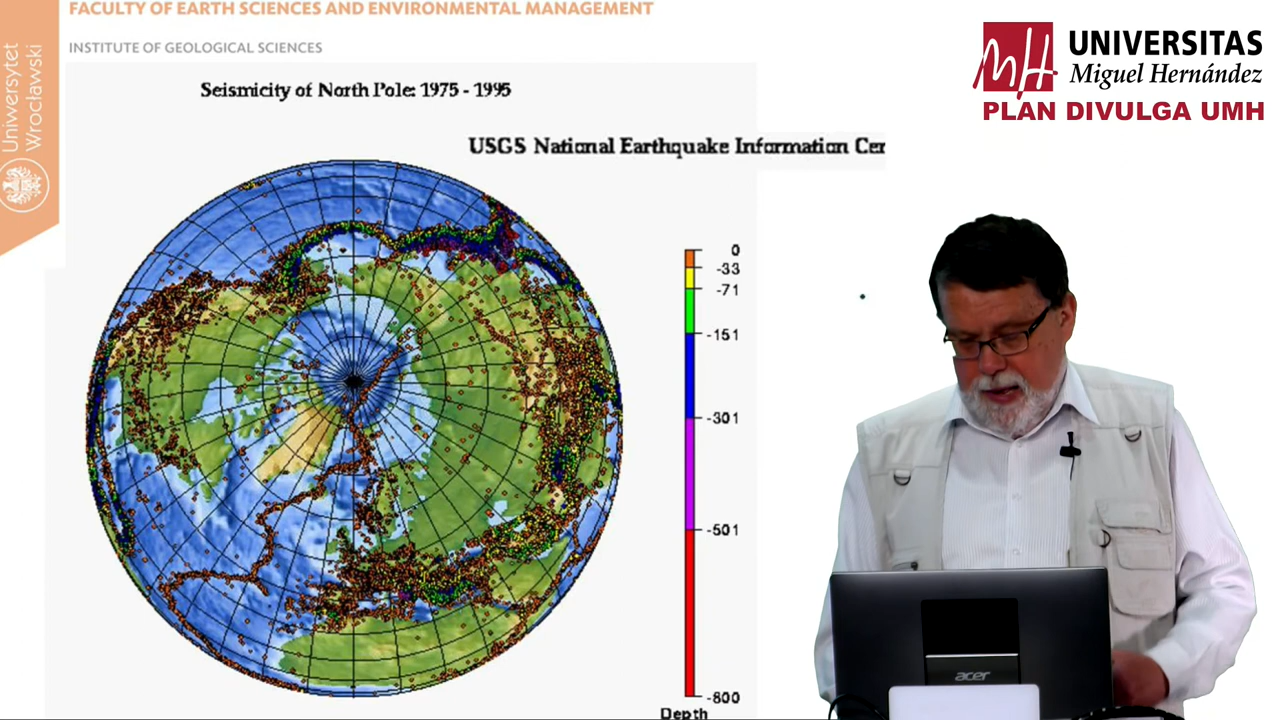 FACULTY OF EARTH SCIENCES AND ENVIRONMENTAL MANAGEMENT
INSTITUTE OF GEOLOGICAL SCIENCES
Uniwersytet
Wrocławski
Seismicity of North Pole: 1975 - 1995
USGS National Earthquake Information Cen
UNIVERSITAS
Miguel Hernández
PLAN DIVULGA UMH
0
-33
-71
-151
-301
-501
-800
Depth
acer